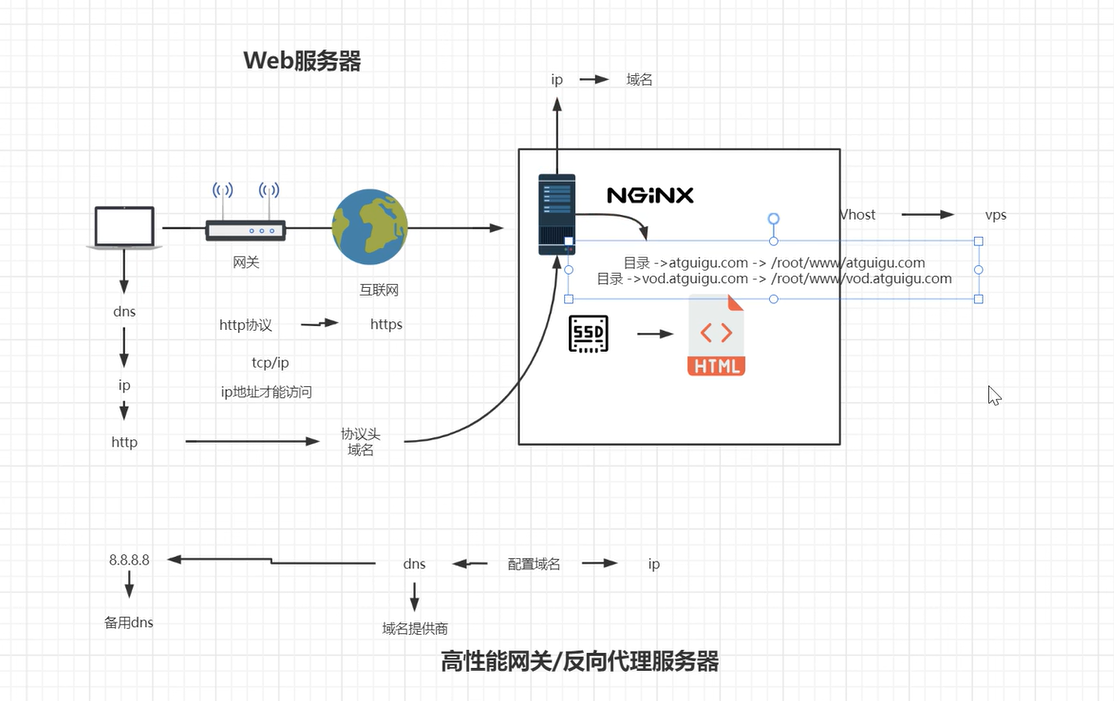 Web服务器
ip
域名
NGiNX
Vhost
vps
网关
目录 ->atguigu.com -> /root/www/atguigu.com
目录 ->vod.atguigu.com -> /root/www/vod.atguigu.com
互联网
dns
http协议
https
SSD
HTML
tcp/ip
ip
ip地址才能访问
http
协议头
域名
8.8.8.8
dns
配置域名
ip
备用dns
域名提供商
高性能网关/反向代理服务器